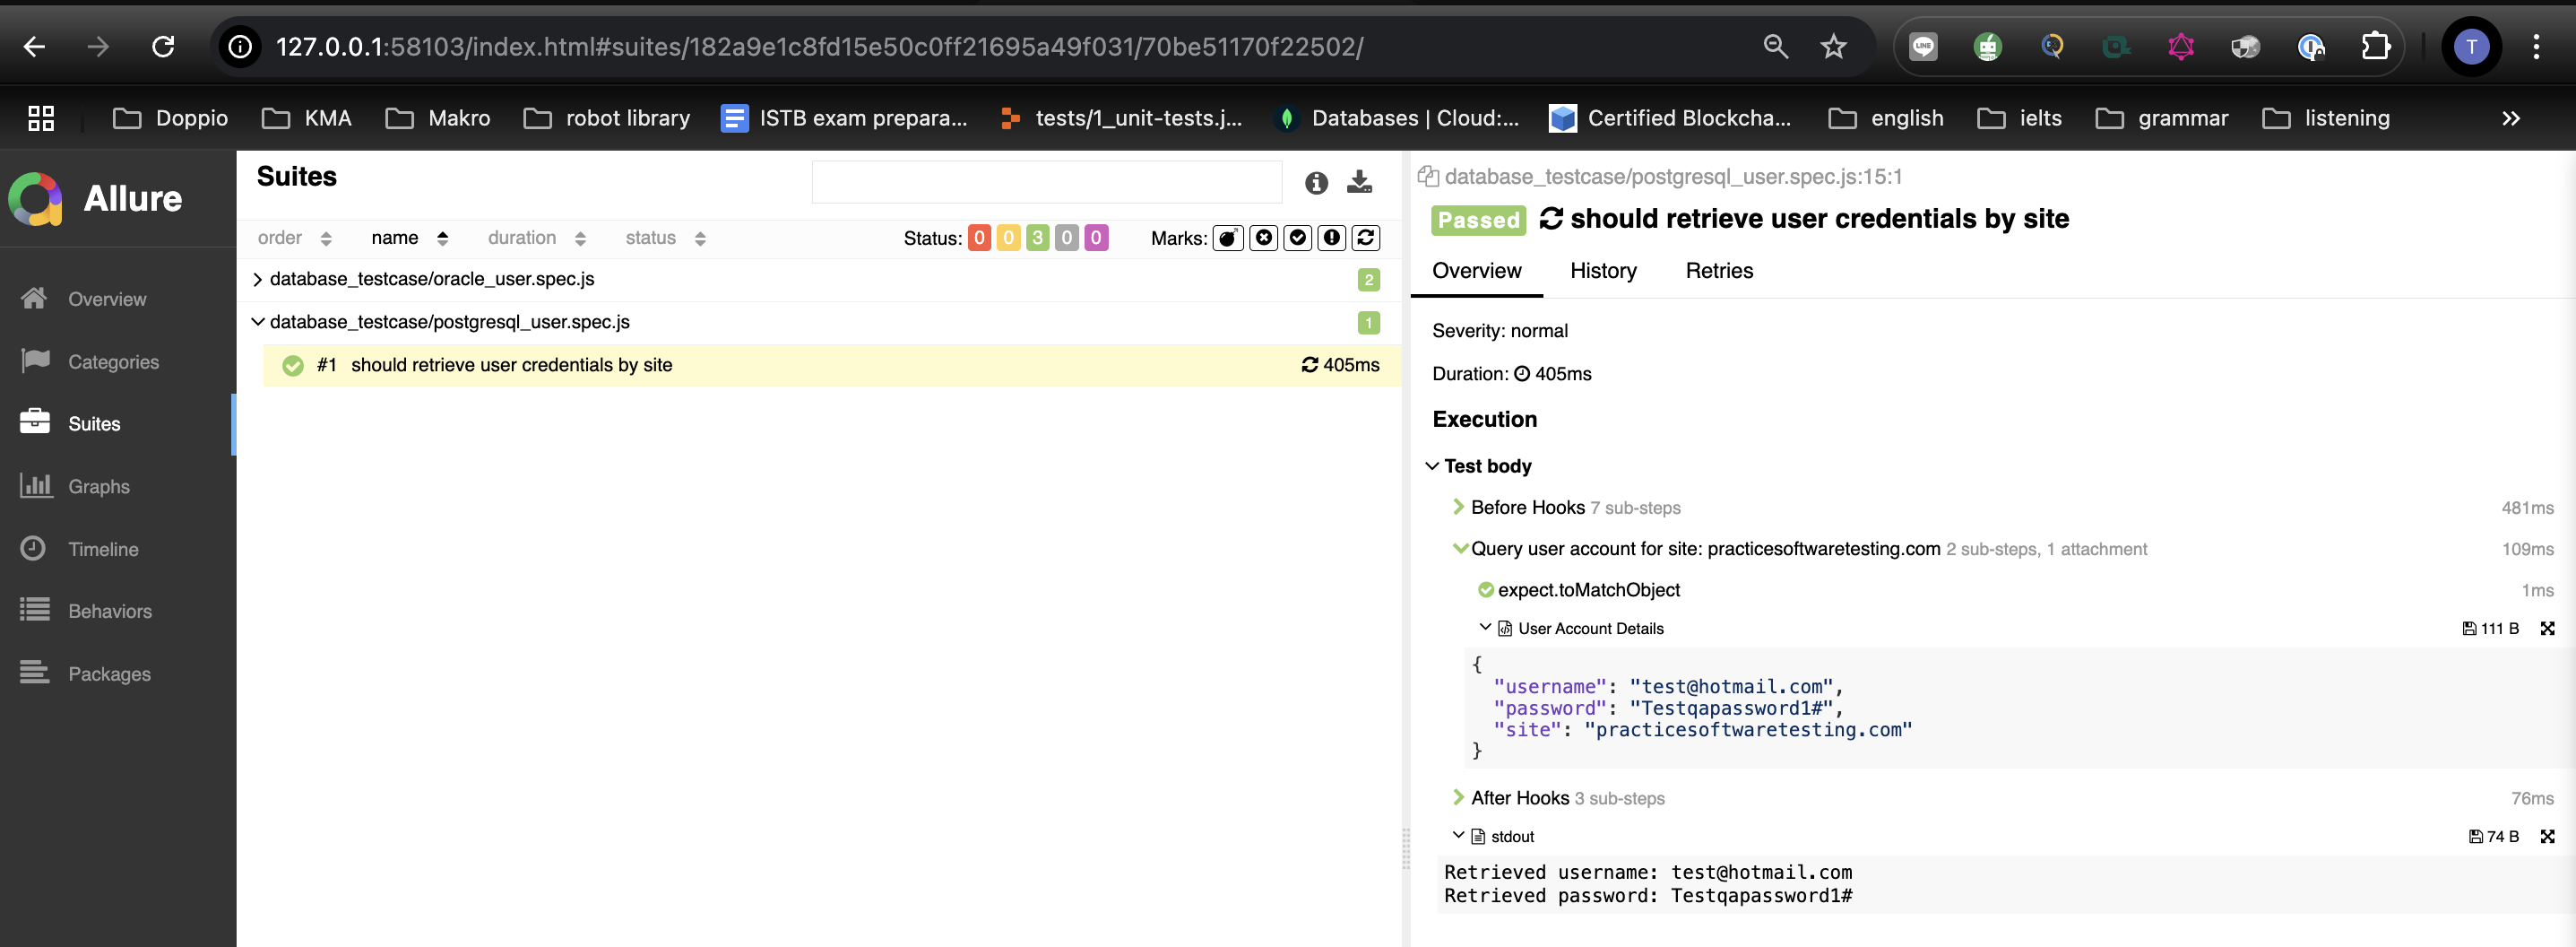 127.0.0.1:58103/index.html#suites/182a9e1c8fd15e50c0ff21695a49f031/70be51170f22502/
LINE
T
Doppio
KMA
Makro
robot library
ISTB exam prepara...
tests/1_unit-tests.j...
Databases | Cloud:...
Certified Blockcha...
english
ielts
grammar
listening
Allure
Overview
Categories
Suites
Graphs
Timeline
Behaviors
Packages
Suites
order name duration status
Status: 0 0 3 0 0 Marks:
database_testcase/oracle_user.spec.js 2
database_testcase/postgresql_user.spec.js 1
#1 should retrieve user credentials by site 405ms
database_testcase/postgresql_user.spec.js:15:1
Passed should retrieve user credentials by site
Overview History Retries
Severity: normal
Duration: 405ms
Execution
Test body
Before Hooks 7 sub-steps 481ms
Query user account for site: practicesoftwaretesting.com 2 sub-steps, 1 attachment 109ms
expect.toMatchObject 1ms
User Account Details 111 B
{
"username": "test@hotmail.com",
"password": "Testqapassword1#",
"site": "practicesoftwaretesting.com"
}
After Hooks 3 sub-steps 76ms
stdout 74 B
Retrieved username: test@hotmail.com
Retrieved password: Testqapassword1#